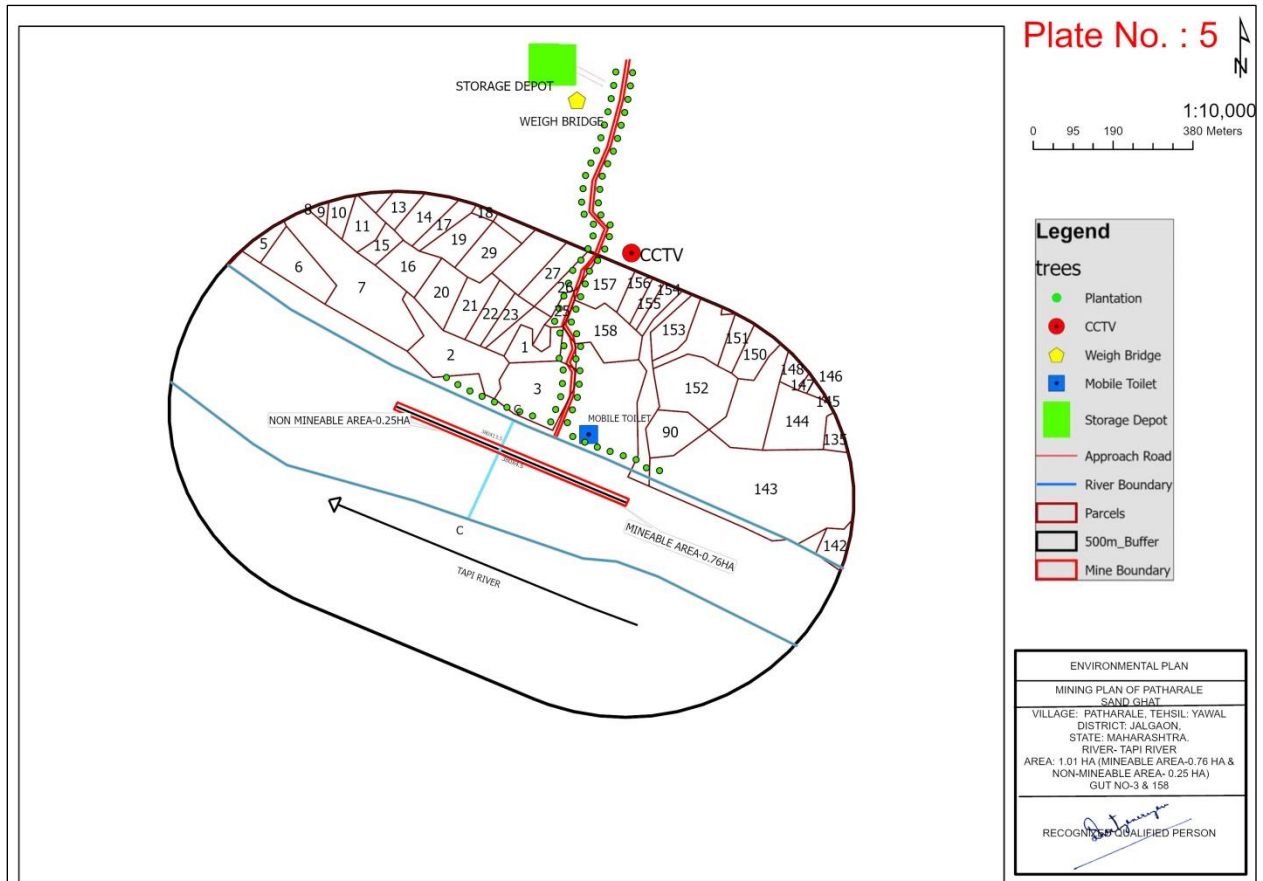 Plate No. : 5
N
1:10,000
0 95 190 380 Meters
STORAGE DEPOT
WEIGH BRIDGE
CCTV
8
9
10
13
14
17
18
11
15
19
29
5
6
7
16
20
21
22
23
27
26
25
1
2
3
157
156
154
155
158
153
151
150
152
148
147
146
145
144
135
90
143
142
MOBILE TOILET
NON MINEABLE AREA-0.25HA
MINEABLE AREA-0.76HA
C
TAPI RIVER
Legend
trees
Plantation
CCTV
Weigh Bridge
Mobile Toilet
Storage Depot
Approach Road
River Boundary
Parcels
500m_Buffer
Mine Boundary
ENVIRONMENTAL PLAN
MINING PLAN OF PATHARALE
SAND GHAT.
VILLAGE: PATHARALE, TEHSIL: YAWAL
DISTRICT: JALGAON,
STATE: MAHARASHTRA.
RIVER- TAPI RIVER
AREA: 1.01 HA (MINEABLE AREA-0.76 HA &
NON-MINEABLE AREA- 0.25 HA)
GUT NO-3 & 158
RECOGNIZED QUALIFIED PERSON